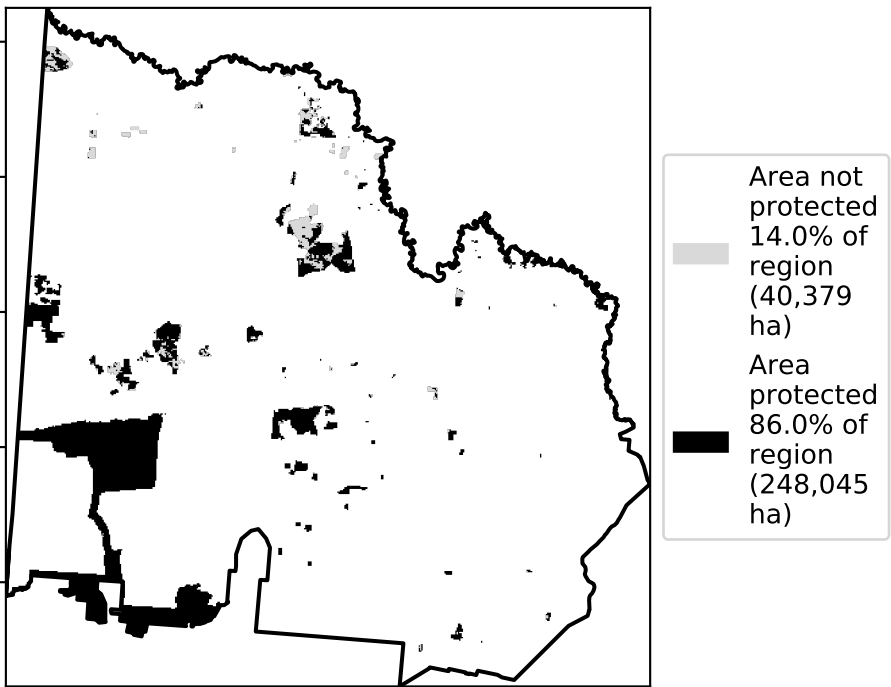 Area not
protected
14.0% of
region
(40,379
ha)
Area
protected
86.0% of
region
(248,045
ha)